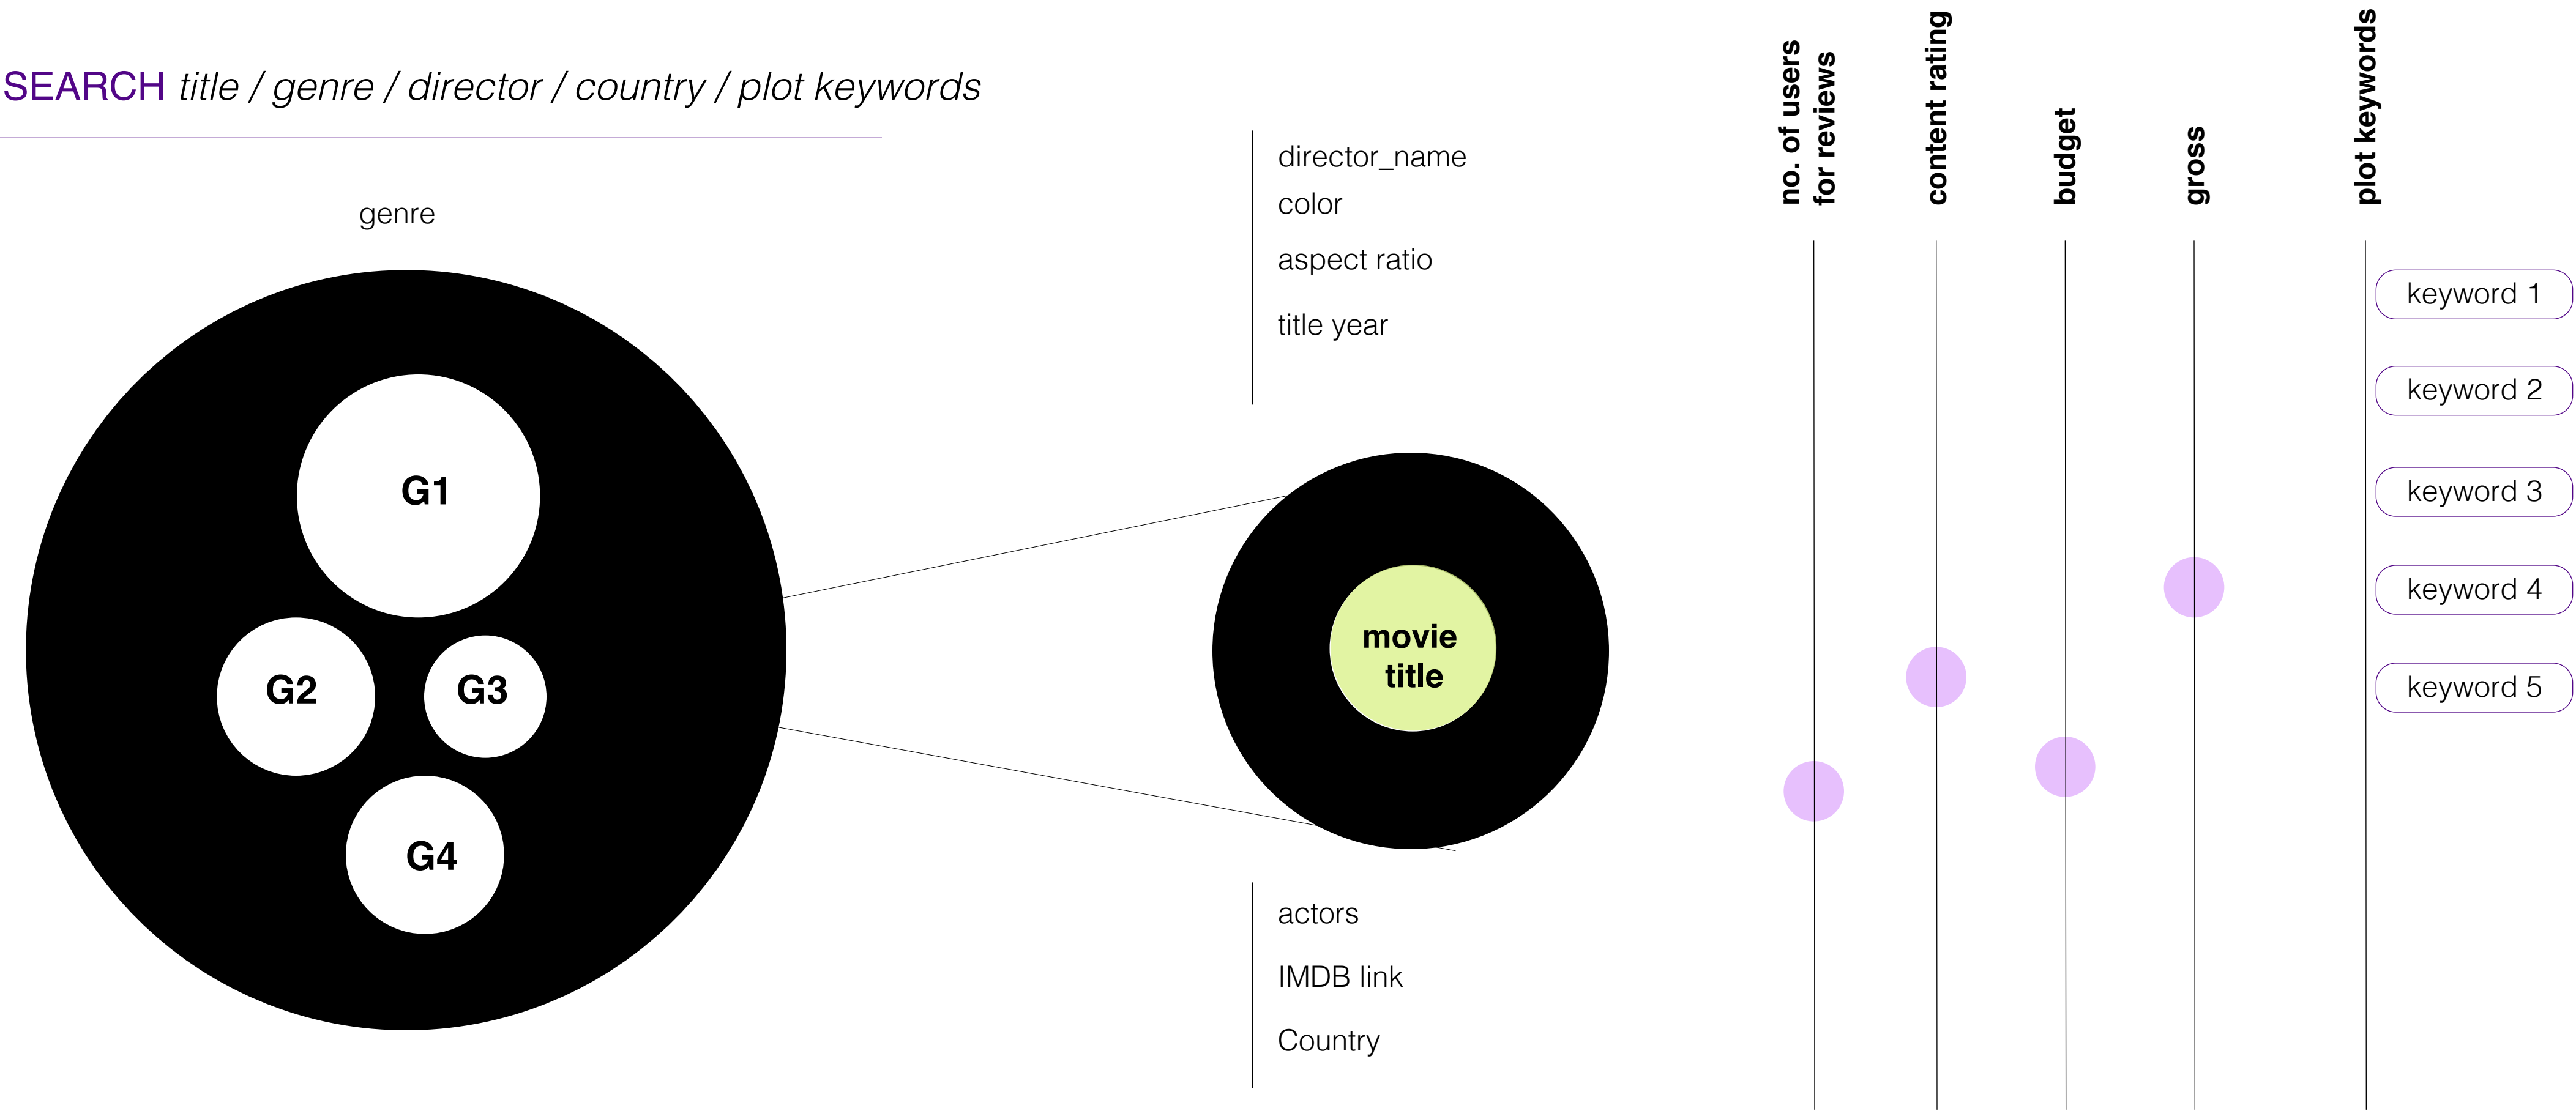 SEARCH title / genre / director / country / plot keywords
genre
G1
G2
G3
G4
director_name
color
aspect ratio
title year
movie
title
actors
IMDB link
Country
no. of users
for reviews
content rating
budget
gross
plot keywords
keyword 1
keyword 2
keyword 3
keyword 4
keyword 5